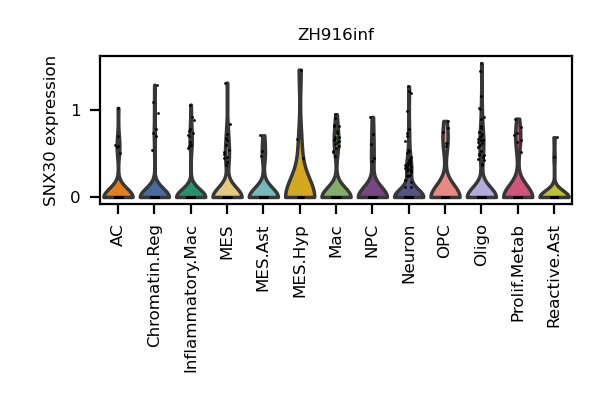 ZH916inf
SNX30 expression
1
0
AC
Chromatin.Reg
Inflammatory.Mac
MES
MES.Ast
MES.Hyp
Mac
NPC
Neuron
OPC
Oligo
Prolif.Metab
Reactive.Ast